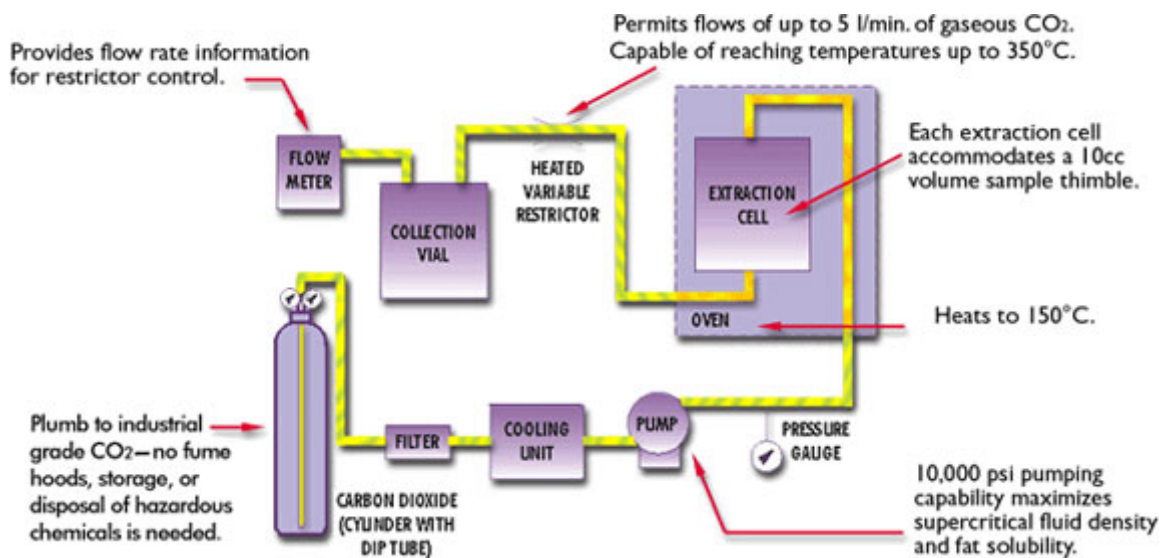 Provides flow rate information
for restrictor control.
Permits flows of up to 5 l/min. of gaseous CO2.
Capable of reaching temperatures up to 350°C.
FLOW
METER
COLLECTION
VIAL
HEATED
VARIABLE
RESTRICTOR
EXTRACTION
CELL
OVEN
Each extraction cell
accommodates a 10cc
volume sample thimble.
Heats to 150°C.
Plumb to industrial
grade CO2—no fume
hoods, storage, or
disposal of hazardous
chemicals is needed.
CARBON DIOXIDE
(CYLINDER WITH
DIP TUBE)
FILTER
COOLING
UNIT
PUMP
PRESSURE
GAUGE
10,000 psi pumping
capability maximizes
supercritical fluid density
and fat solubility.